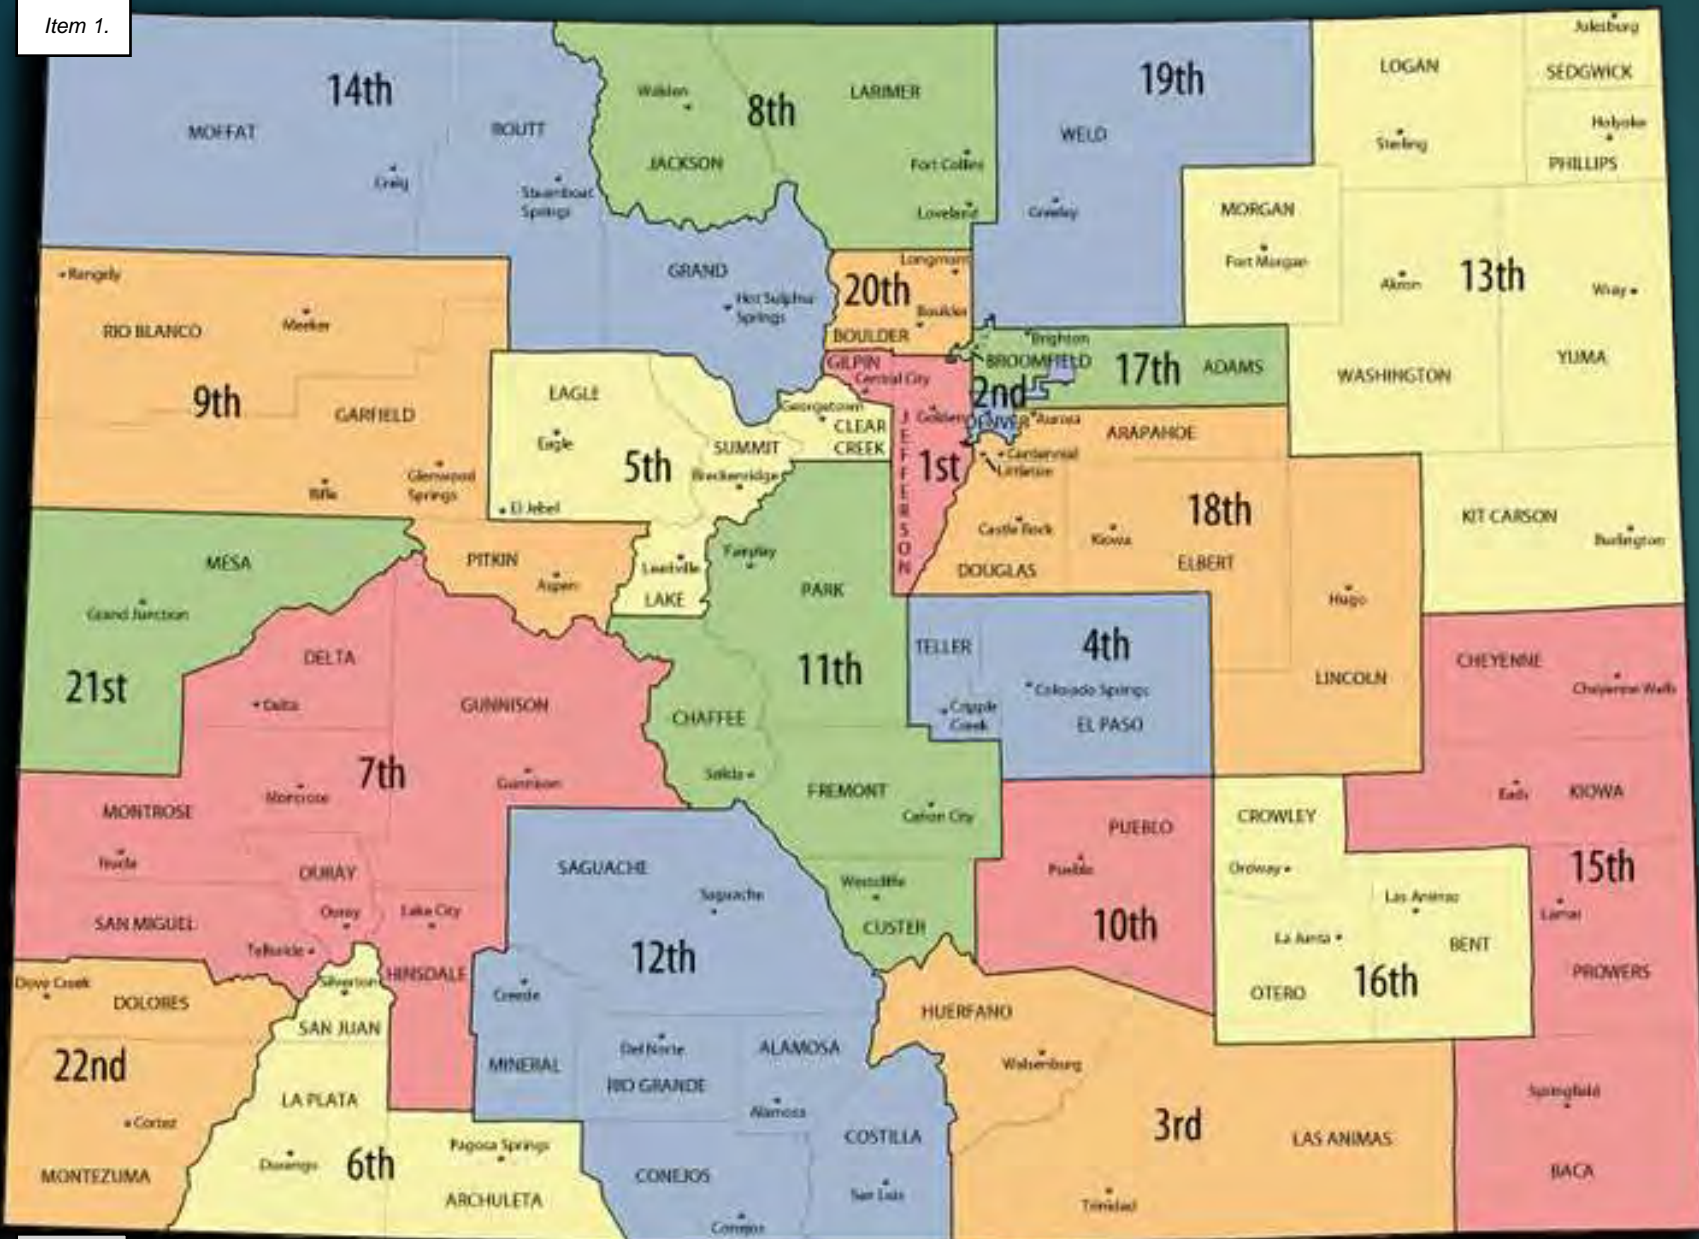 Item 1.
14th
MOFFAT
ROUTT
Craig
Steamboat
Springs
8th
Walden
LARIMER
JACKSON
Fort Collins
Loveland
19th
WELD
Greeley
LOGAN
Julesburg
SEDGWICK
Sterling
Holyoke
PHILLIPS
MORGAN
Fort Morgan
13th
Akron
Wray
WASHINGTON
YUMA
KIT CARSON
Burlington
GRAND
Hot Sulphur
Springs
20th
Longmont
Boulder
BOULDER
Rangely
RIO BLANCO
Meeker
9th
GARFIELD
Rifle
Glenwood
Springs
PITKIN
Aspen
EAGLE
Eagle
5th
El Jebel
SUMMIT
Breckenridge
Georgetown
CLEAR
CREEK
Leadville
LAKE
GILPIN
Central City
Golden
JEFFERSON
1st
BROOMFIELD
Brighton
17th
ADAMS
2nd
DENVER
Aurora
ARAPAHOE
Centennial
Littleton
18th
Castle Rock
Kiowa
DOUGLAS
ELBERT
Hugo
LINCOLN
MESA
Grand Junction
21st
DELTA
Delta
GUNNISON
7th
Gunnison
Montrose
MONTROSE
Nucla
OURAY
Ouray
SAN MIGUEL
Telluride
Lake City
HINSDALE
Fairplay
PARK
11th
CHAFFEE
Salida
FREMONT
Cañon City
Westcliffe
CUSTER
TELLER
4th
Colorado Springs
Cripple
Creek
EL PASO
CHEYENNE
Cheyenne Wells
Eads
KIOWA
15th
Lamar
PROWERS
Springfield
BACA
PUEBLO
Pueblo
10th
CROWLEY
Ordway
Las Animas
La Junta
BENT
OTERO
16th
SAGUACHE
Saguache
12th
Creede
MINERAL
Del Norte
RIO GRANDE
ALAMOSA
Alamosa
CONEJOS
Conejos
COSTILLA
San Luis
HUERFANO
Walsenburg
3rd
LAS ANIMAS
Trinidad
Dove Creek
DOLORES
22nd
Cortez
MONTEZUMA
Silverton
SAN JUAN
LA PLATA
Durango
6th
Pagosa Springs
ARCHULETA